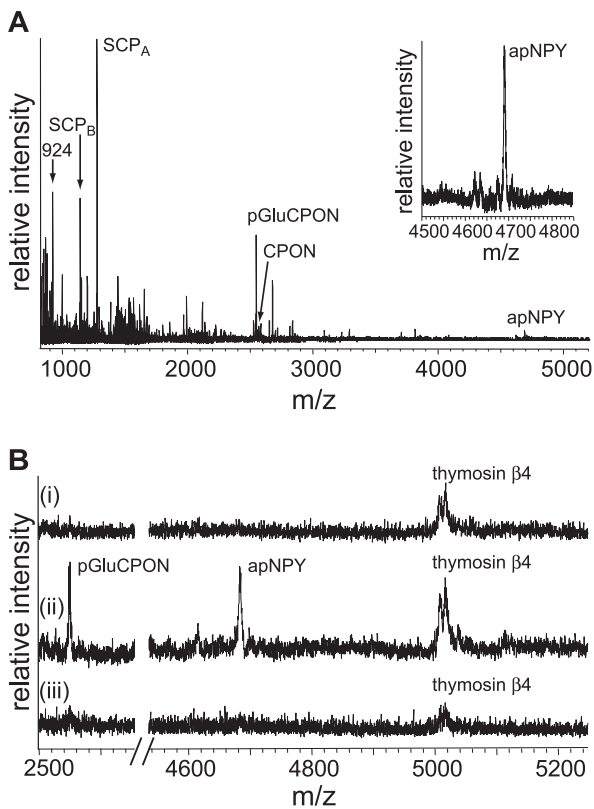 A
relative intensity
SCPA
SCPB
924
pGluCPON
CPON
apNPY
1000 2000 3000 4000 5000
m/z
relative intensity
apNPY
4500 4600 4700 4800
m/z
B
relative intensity
(i)
thymosin β4
pGluCPON
apNPY
thymosin β4
(ii)
(iii)
thymosin β4
2500 4600 4800 5000 5200
m/z
m/z